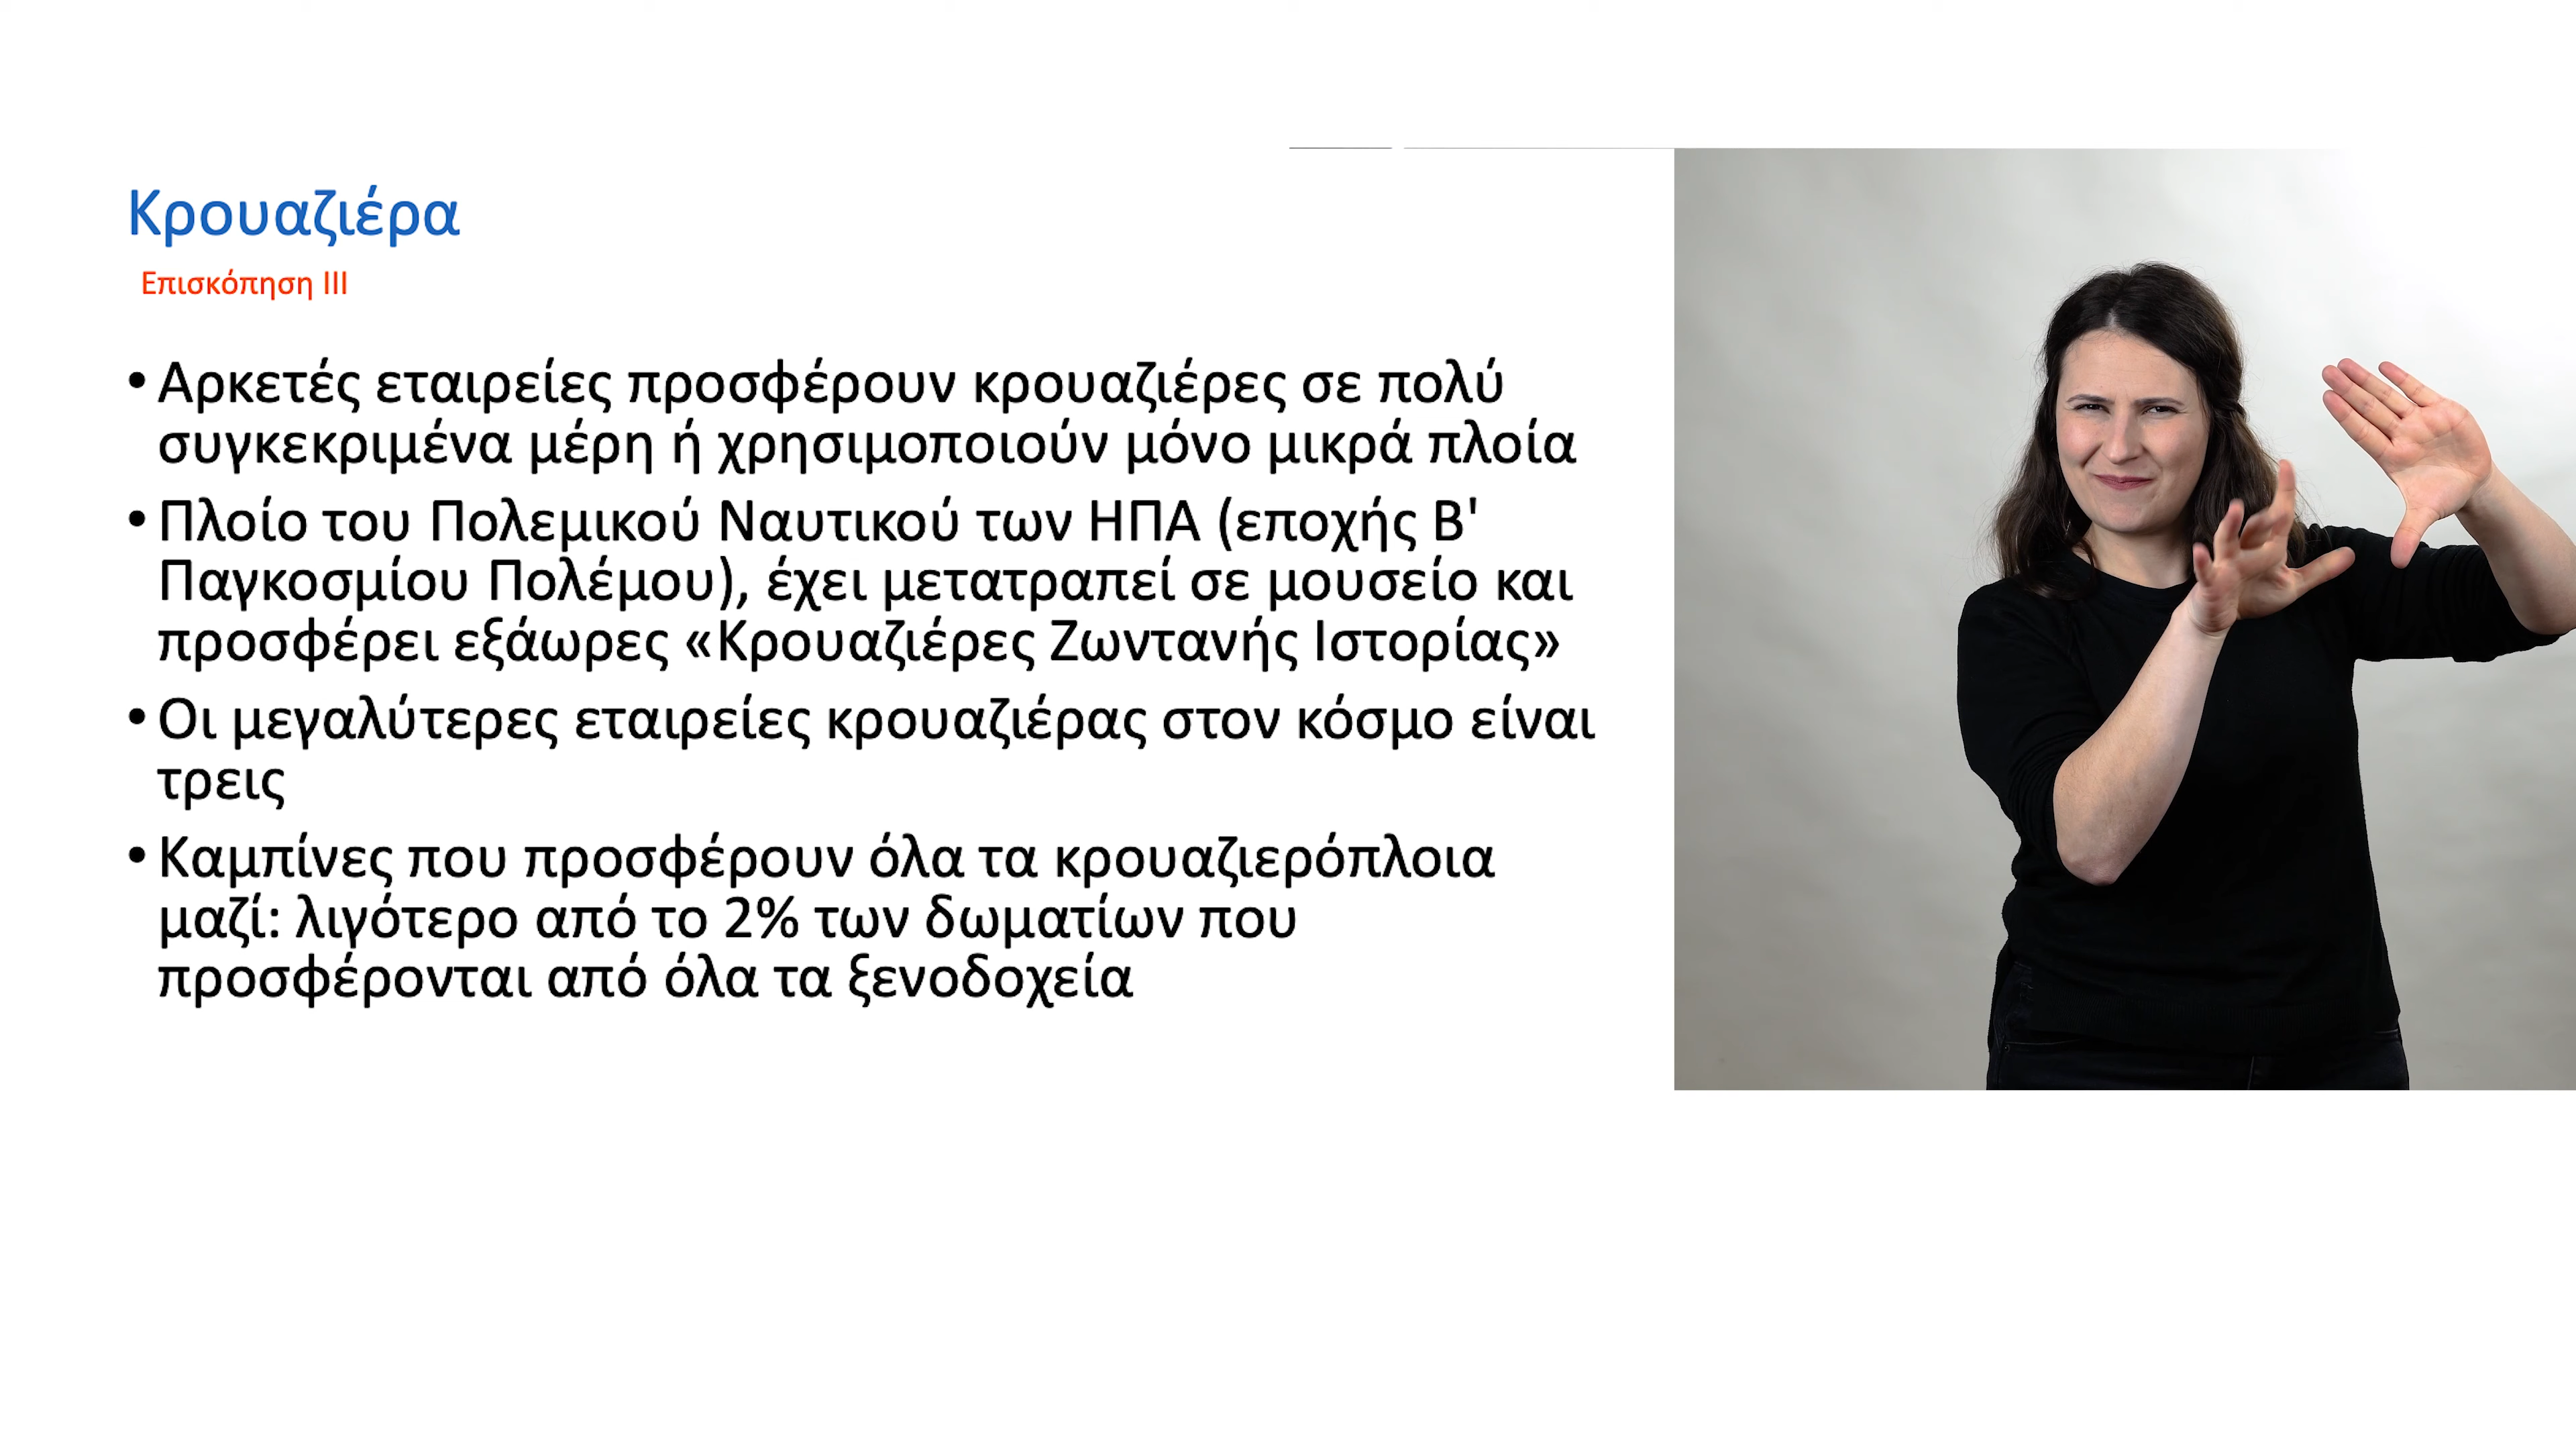 Κρουαζιέρα
Επισκόπηση III
• Αρκετές εταιρείες προσφέρουν κρουαζιέρες σε πολύ
συγκεκριμένα μέρη ή χρησιμοποιούν μόνο μικρά πλοία
• Πλοίο του Πολεμικού Ναυτικού των ΗΠΑ (εποχής Β'
Παγκοσμίου Πολέμου), έχει μετατραπεί σε μουσείο και
προσφέρει εξάωρες «Κρουαζιέρες Ζωντανής Ιστορίας»
• Οι μεγαλύτερες εταιρείες κρουαζιέρας στον κόσμο είναι
τρεις
• Καμπίνες που προσφέρουν όλα τα κρουαζιερόπλοια
μαζί: λιγότερο από το 2% των δωματίων που
προσφέρονται από όλα τα ξενοδοχεία